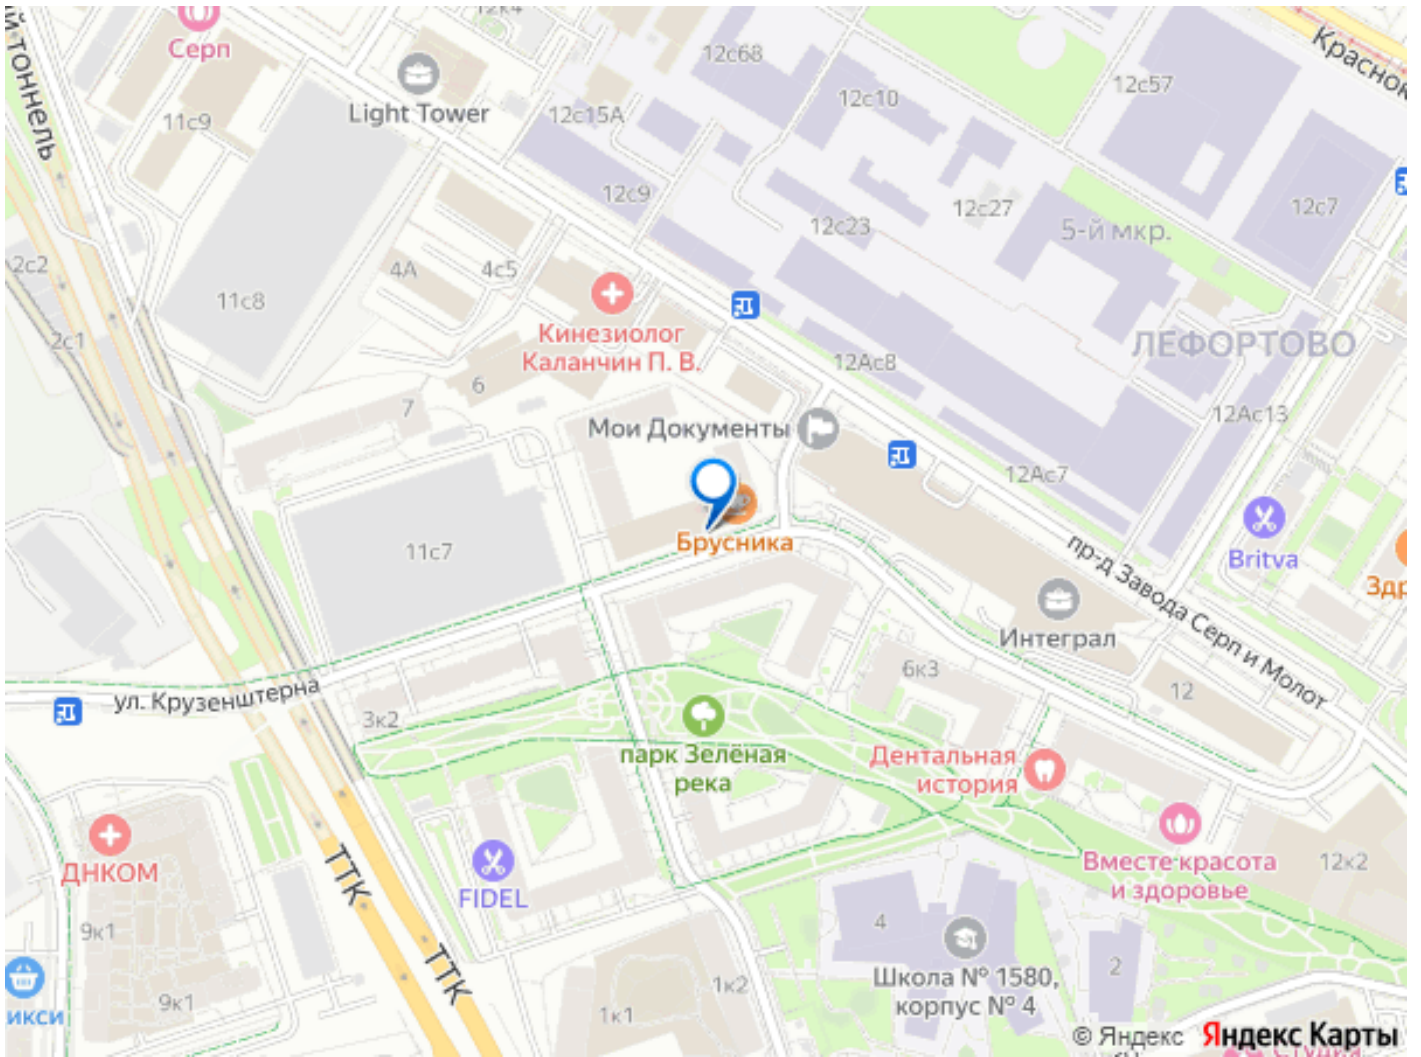 12к4
Серп
й тоннель
11с9
Light Tower
12с68
12с15А
12с10
12с57
Краснок
12с9
12с23
12с27
5-й мкр.
12с7
2с2
11с8
4А
4с5
2с1
Кинезиолог
Каланчин П. В.
ЛЕФОРТОВО
12Ас8
6
7
Мои Документы
12Ас13
12Ас7
11с7
Брусника
пр-д Завода Серп и Молот
Britva
Здр
Интеграл
ул. Крузенштерна
3к2
6к3
12
парк Зелёная
река
Дентальная
история
ТТК
ДНКОМ
FIDEL
Вместе красота
и здоровье
12к2
9к1
4
ТТК
Школа № 1580,
корпус № 4
2
9к1
икси
1к1
1к2
© Яндекс Яндекс Карты